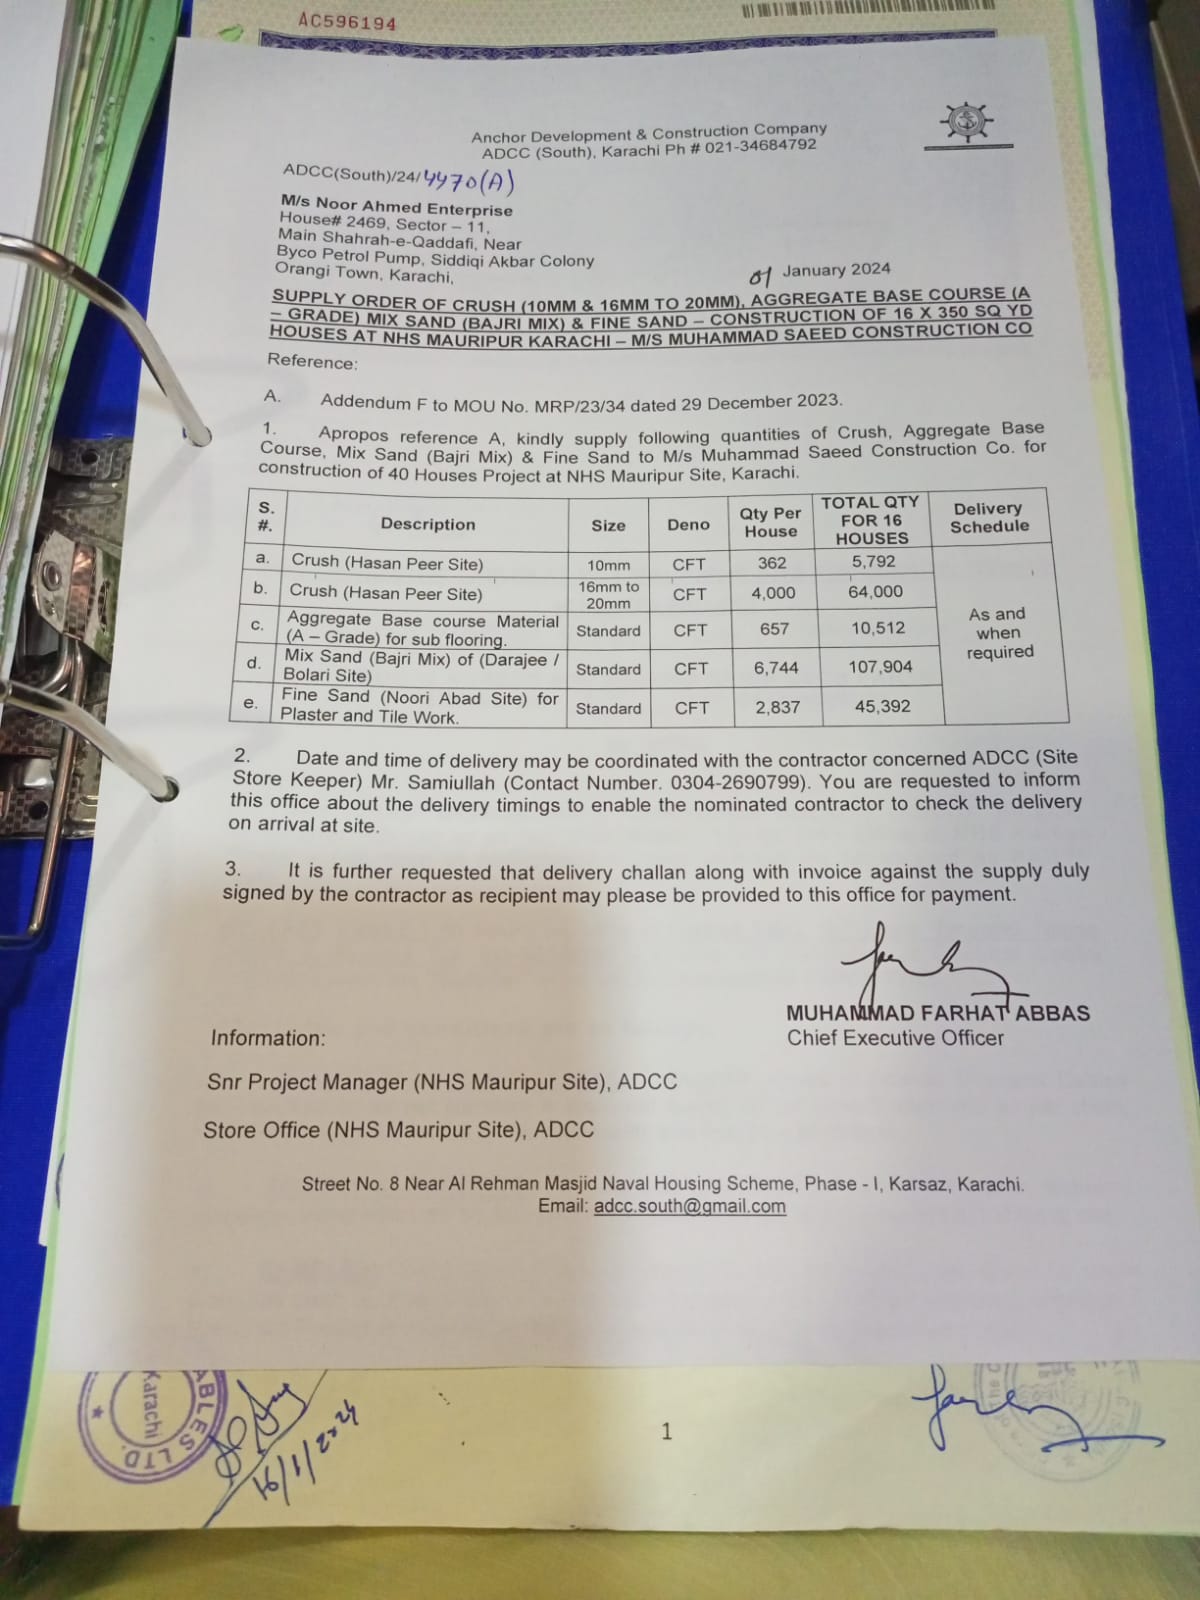 AC596194
Anchor Development & Construction Company
ADCC (South), Karachi Ph # 021-34684792
ADCC(South)/24/4470(A)
M/s Noor Ahmed Enterprise
House# 2469, Sector – 11,
Main Shahrah-e-Qaddafi, Near
Byco Petrol Pump, Siddiqi Akbar Colony
Orangi Town, Karachi,
01 January 2024
SUPPLY ORDER OF CRUSH (10MM & 16MM TO 20MM), AGGREGATE BASE COURSE (A
– GRADE) MIX SAND (BAJRI MIX) & FINE SAND – CONSTRUCTION OF 16 X 350 SQ YD
HOUSES AT NHS MAURIPUR KARACHI – M/S MUHAMMAD SAEED CONSTRUCTION CO
Reference:
A. Addendum F to MOU No. MRP/23/34 dated 29 December 2023.
1. Apropos reference A, kindly supply following quantities of Crush, Aggregate Base
Course, Mix Sand (Bajri Mix) & Fine Sand to M/s Muhammad Saeed Construction Co. for
construction of 40 Houses Project at NHS Mauripur Site, Karachi.
S. #. Description Size Deno Qty Per House TOTAL QTY FOR 16 HOUSES Delivery Schedule
a. Crush (Hasan Peer Site) 10mm CFT 362 5,792
b. Crush (Hasan Peer Site) 16mm to 20mm CFT 4,000 64,000
c. Aggregate Base course Material (A – Grade) for sub flooring. Standard CFT 657 10,512
As and when required
d. Mix Sand (Bajri Mix) of (Darajee / Bolari Site) Standard CFT 6,744 107,904
e. Fine Sand (Noori Abad Site) for Plaster and Tile Work. Standard CFT 2,837 45,392
2. Date and time of delivery may be coordinated with the contractor concerned ADCC (Site
Store Keeper) Mr. Samiullah (Contact Number. 0304-2690799). You are requested to inform
this office about the delivery timings to enable the nominated contractor to check the delivery
on arrival at site.
3. It is further requested that delivery challan along with invoice against the supply duly
signed by the contractor as recipient may please be provided to this office for payment.
MUHAMMAD FARHAT ABBAS
Chief Executive Officer
Information:
Snr Project Manager (NHS Mauripur Site), ADCC
Store Office (NHS Mauripur Site), ADCC
Street No. 8 Near Al Rehman Masjid Naval Housing Scheme, Phase - I, Karsaz, Karachi.
Email: adcc.south@gmail.com
ABLES LTD.
Karachi
1